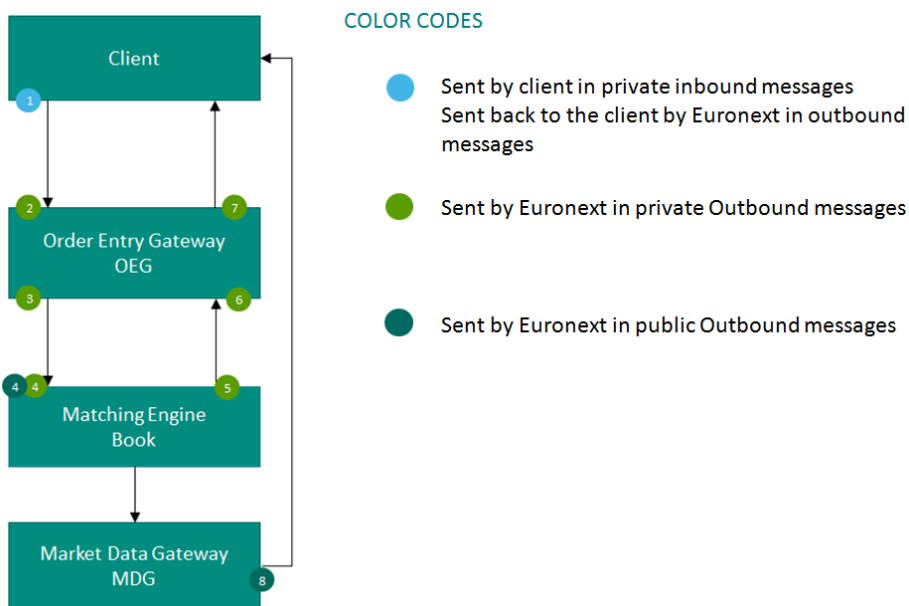 COLOR CODES
Client
1
Sent by client in private inbound messages
Sent back to the client by Euronext in outbound
messages
2
7
Sent by Euronext in private Outbound messages
Order Entry Gateway
OEG
3
6
Sent by Euronext in public Outbound messages
4
4
5
Matching Engine
Book
Market Data Gateway
MDG
8